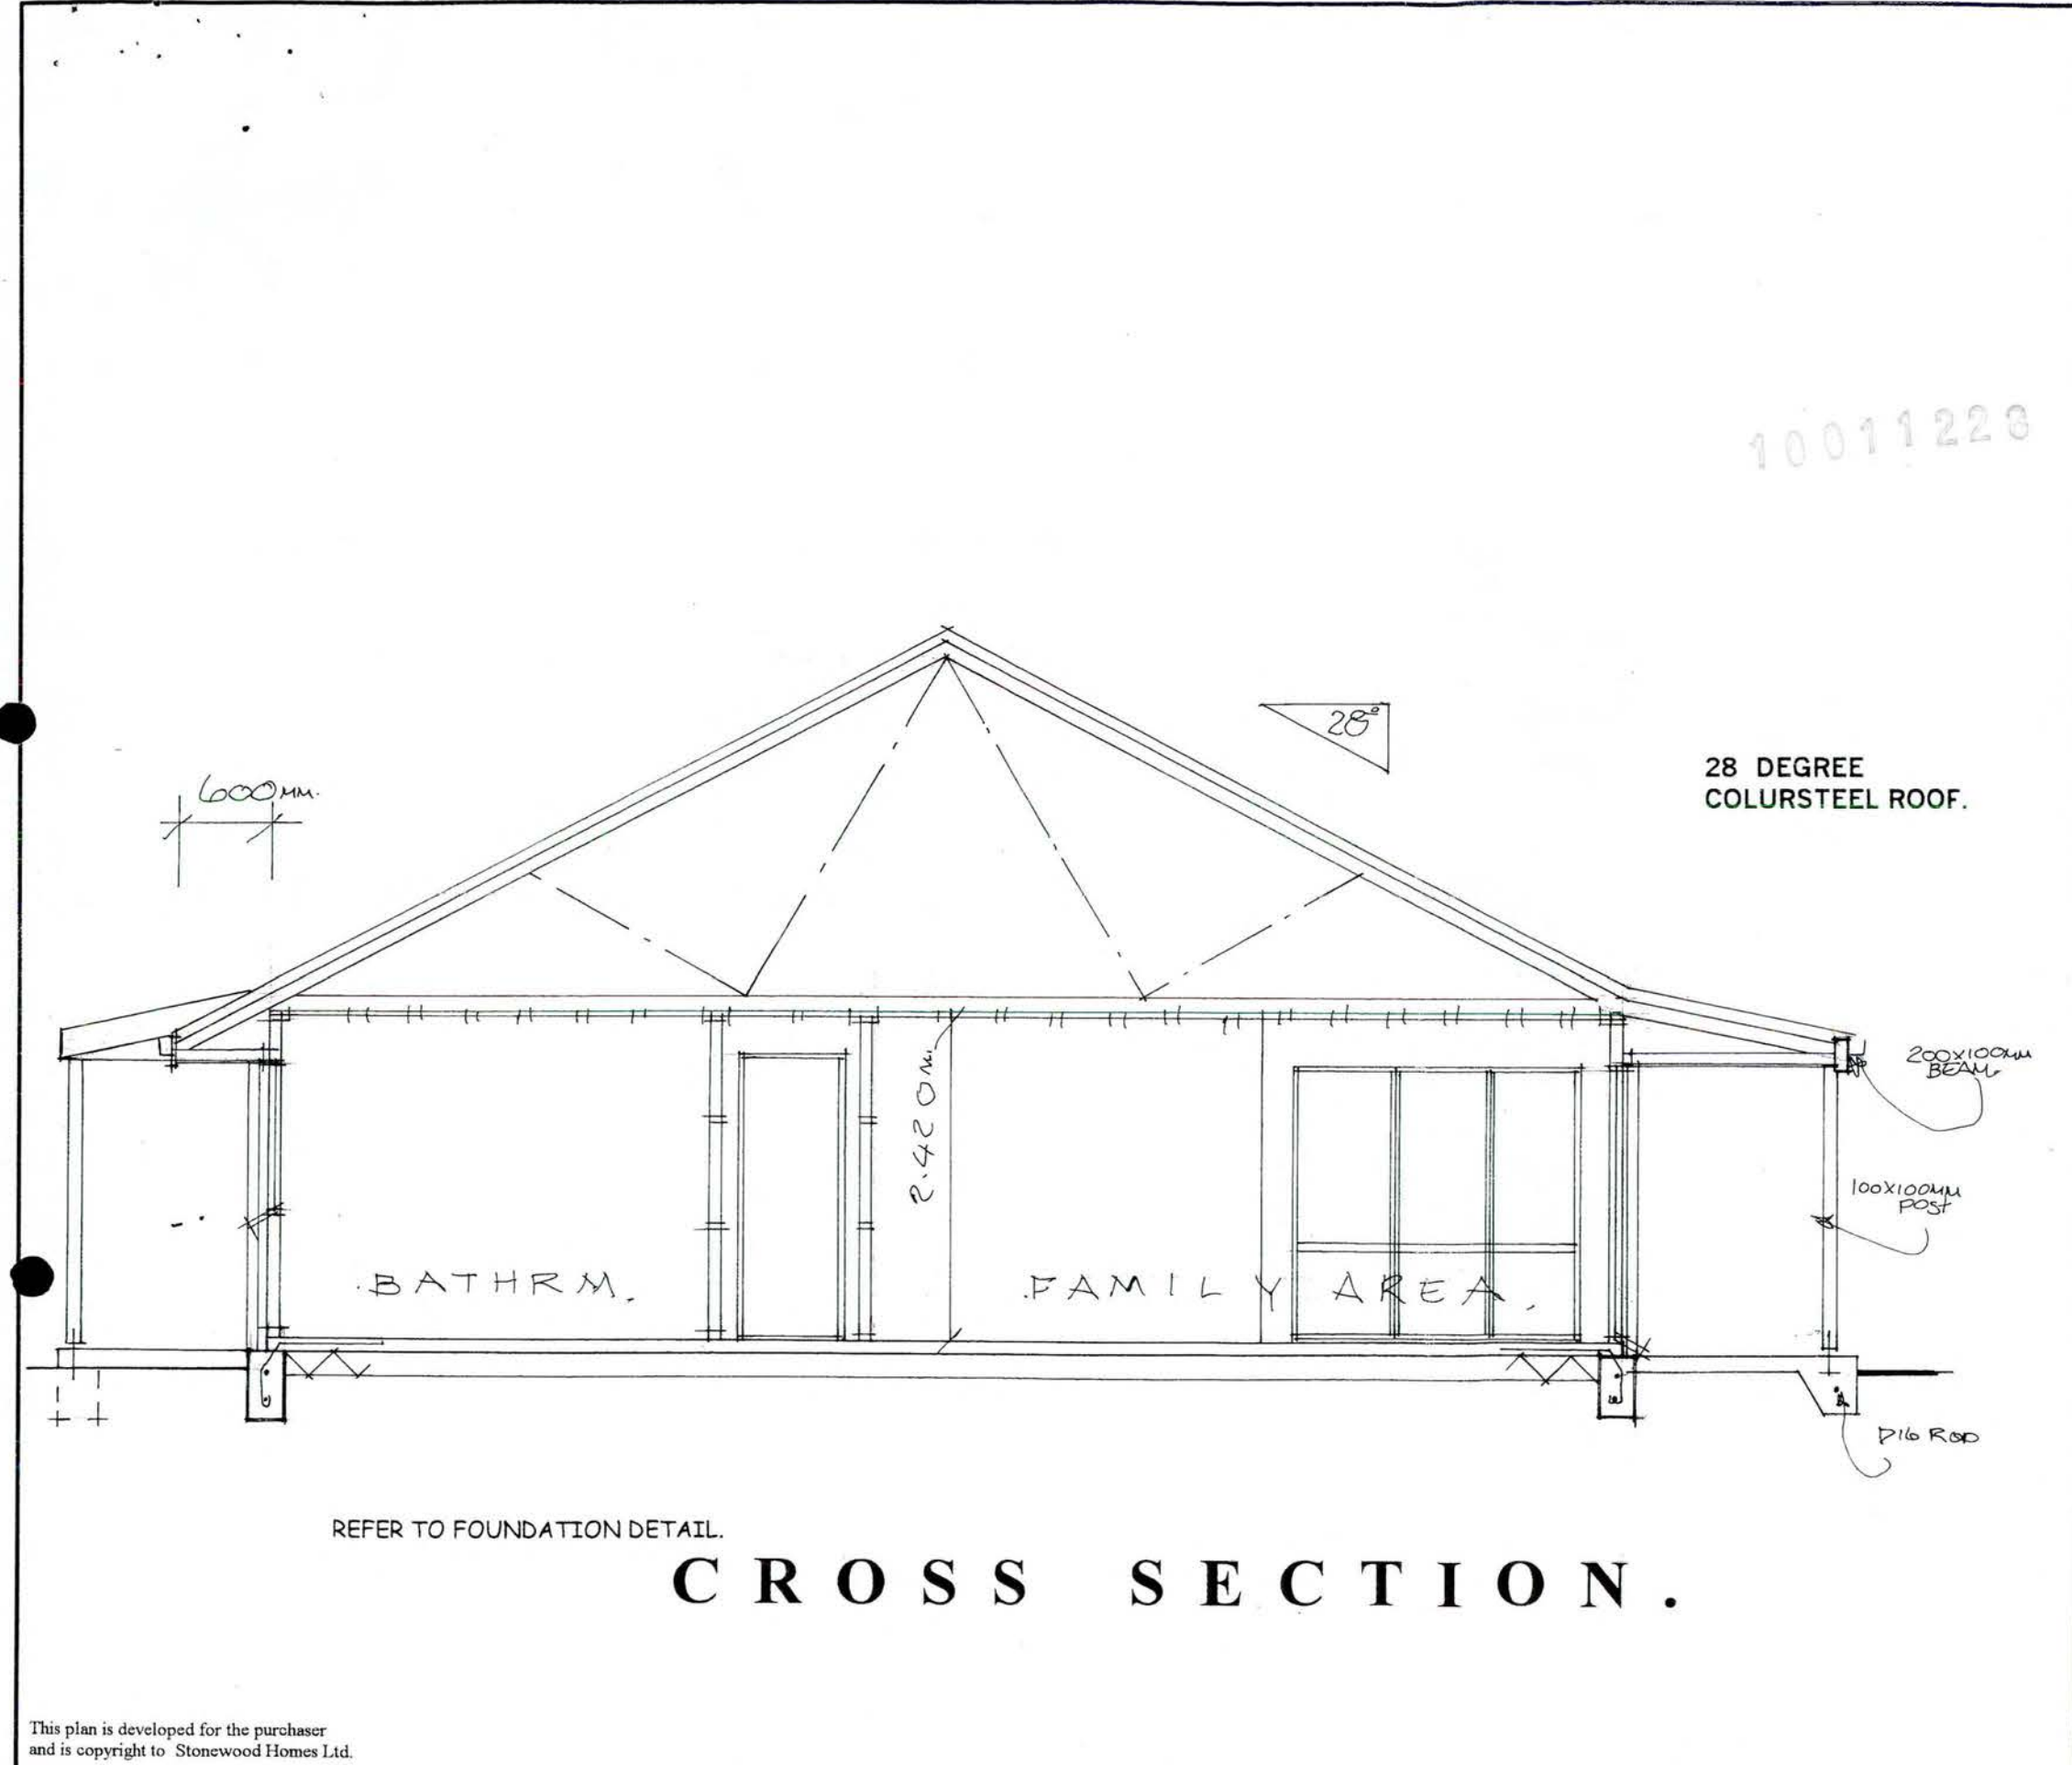 10011228
600MM.
28°
28 DEGREE
COLURSTEEL ROOF.
200X100MM
BEAM
2.420M.
100X100MM
POST
.BATHRM.
.FAMILY AREA.
D16 ROD
REFER TO FOUNDATION DETAIL.
CROSS SECTION.
This plan is developed for the purchaser
and is copyright to Stonewood Homes Ltd.